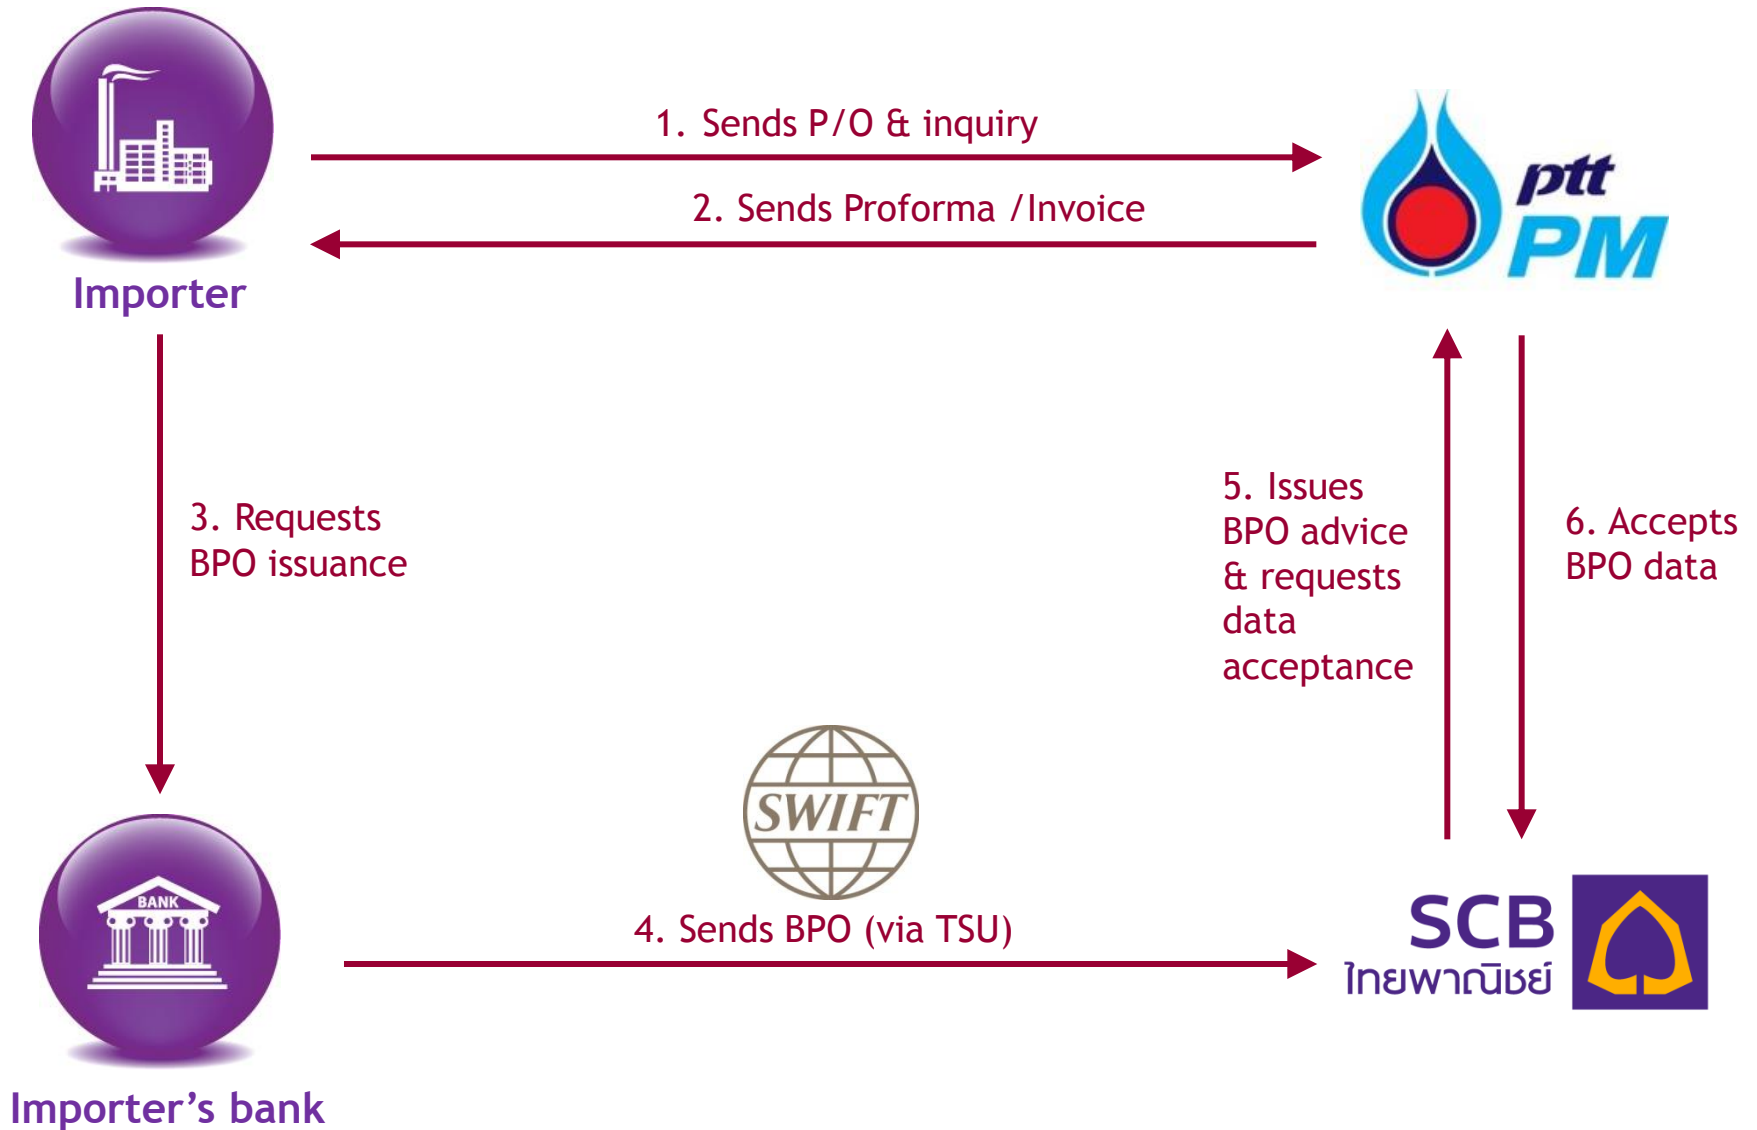 1. Sends P/O & inquiry
2. Sends Proforma /Invoice
ptt
PM
Importer
3. Requests
BPO issuance
5. Issues
BPO advice
& requests
data
acceptance
6. Accepts
BPO data
SWIFT
4. Sends BPO (via TSU)
BANK
SCB
ไทยพาณิชย์
Importer’s bank